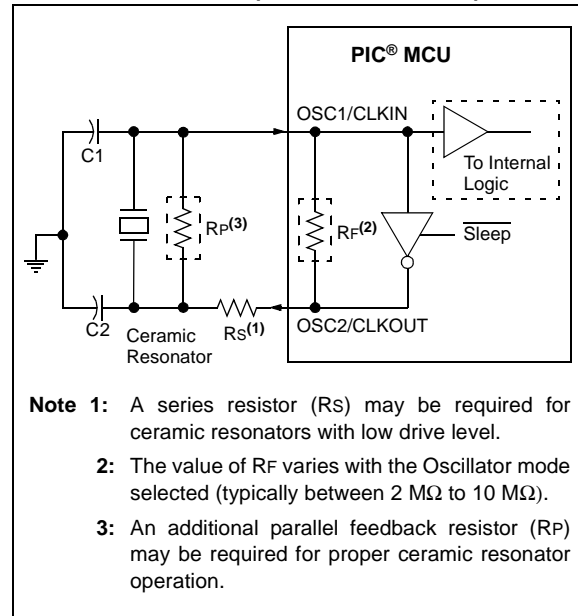 PIC® MCU
OSC1/CLKIN
C1
To Internal
Logic
RP(3)
RF(2)
Sleep
C2
Ceramic
Resonator
RS(1)
OSC2/CLKOUT
Note 1: A series resistor (RS) may be required for
ceramic resonators with low drive level.
2: The value of RF varies with the Oscillator mode
selected (typically between 2 MΩ to 10 MΩ).
3: An additional parallel feedback resistor (RP)
may be required for proper ceramic resonator
operation.